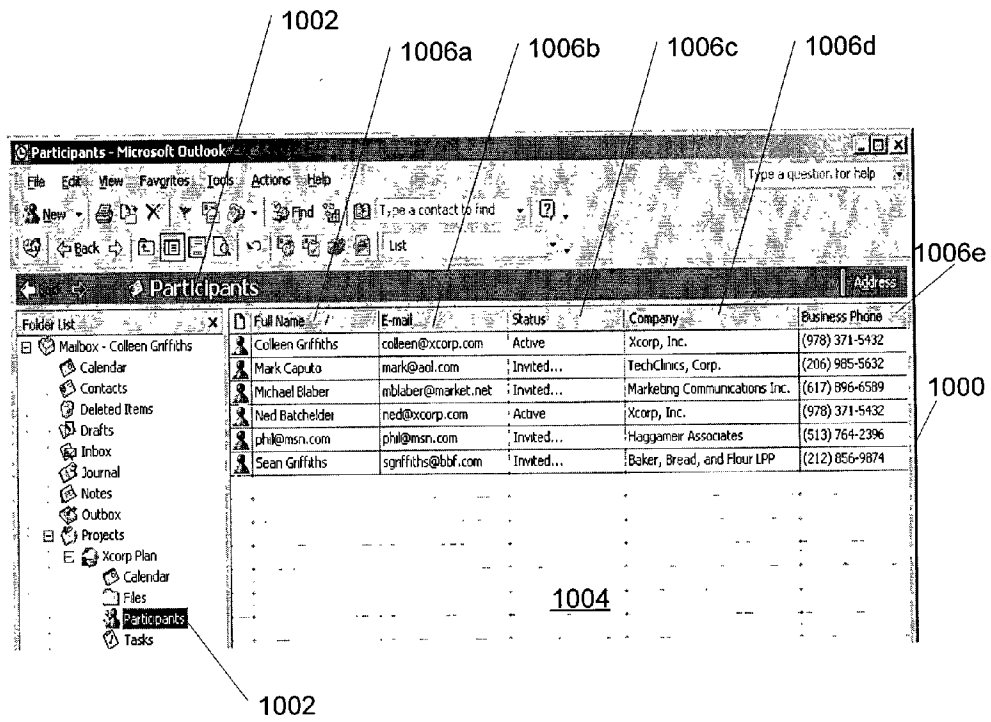 1002
1006a 1006b 1006c 1006d
Participants - Microsoft Outlook
File Edit View Favorites Tools Actions Help
Type a question for help
New Find Type a contact to find
Back List
1006e
Participants Address
Folder List X Full Name / E-mail Status Company Business Phone
Mailbox - Colleen Griffiths Colleen Griffiths colleen@xcorp.com Active Xcorp, Inc. (978) 371-5432
Calendar Mark Caputo mark@aol.com Invited... TechClinics, Corp. (206) 985-5632
Contacts Michael Blaber mblaber@market.net Invited... Marketing Communications Inc. (617) 896-6589
1000
Deleted Items Ned Batchelder ned@xcorp.com Active Xcorp, Inc. (978) 371-5432
Drafts phil@msn.com phil@msn.com Invited... Haggameir Associates (513) 764-2396
Inbox Sean Griffiths sgriffiths@bbf.com Invited... Baker, Bread, and Flour LPP (212) 856-9874
Journal
Notes
Outbox
Projects
Xcorp Plan
Calendar
Files
1004
Participants
Tasks
1002